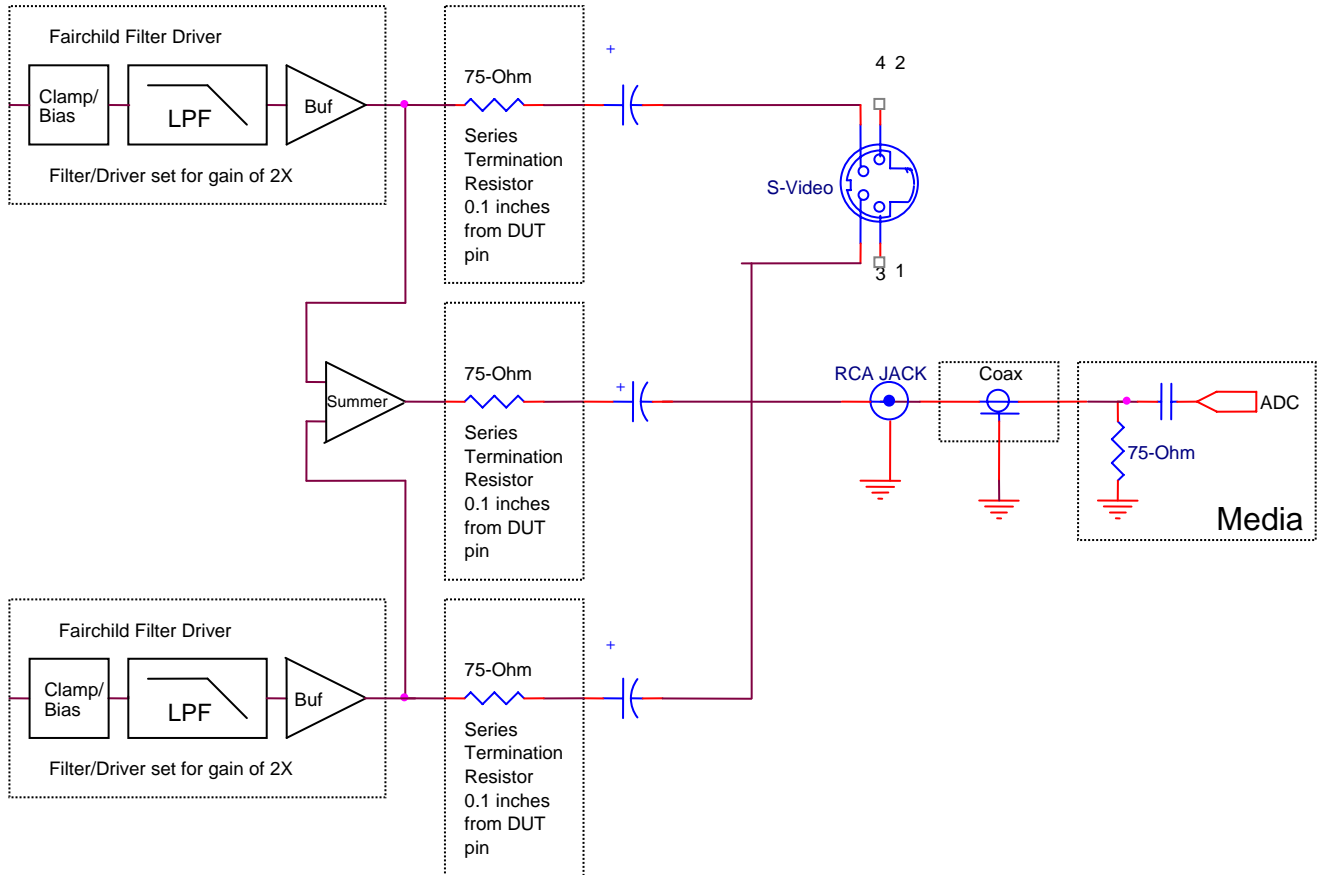 Fairchild Filter Driver
Clamp/
Bias
LPF
Buf
Filter/Driver set for gain of 2X
75-Ohm
Series
Termination
Resistor
0.1 inches
from DUT
pin
+
4 2
S-Video
3 1
Summer
75-Ohm
Series
Termination
Resistor
0.1 inches
from DUT
pin
+
RCA JACK
Coax
ADC
75-Ohm
Media
Fairchild Filter Driver
Clamp/
Bias
LPF
Buf
Filter/Driver set for gain of 2X
75-Ohm
Series
Termination
Resistor
0.1 inches
from DUT
pin
+